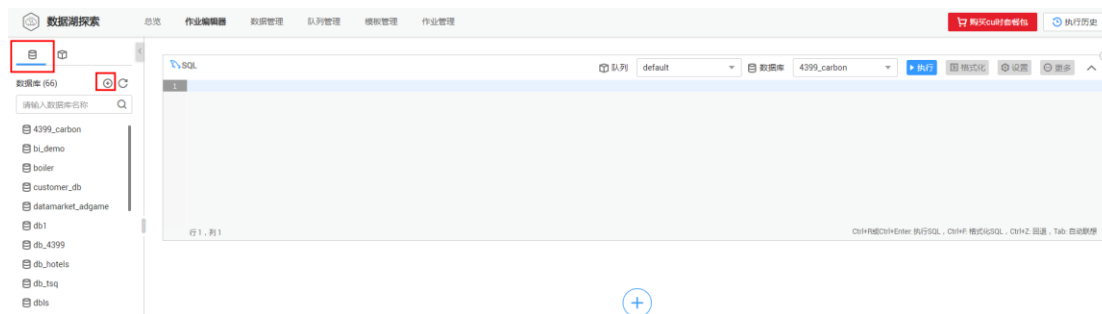 数据湖探索 总览 作业编辑器 数据管理 队列管理 模板管理 作业管理 购买cu时套餐包 执行历史
SQL 队列 default 数据库 4399_carbon 执行 格式化 设置 更多
数据库 (66)
1
请输入数据库名称
4399_carbon
bi_demo
boiler
customer_db
datamarket_adgame
db1
行 1，列 1 Ctrl+R或Ctrl+Enter 执行SQL，Ctrl+F: 格式化SQL，Ctrl+Z: 回退，Tab: 自动联想
db_4399
db_hotels
db_tsq
dbls